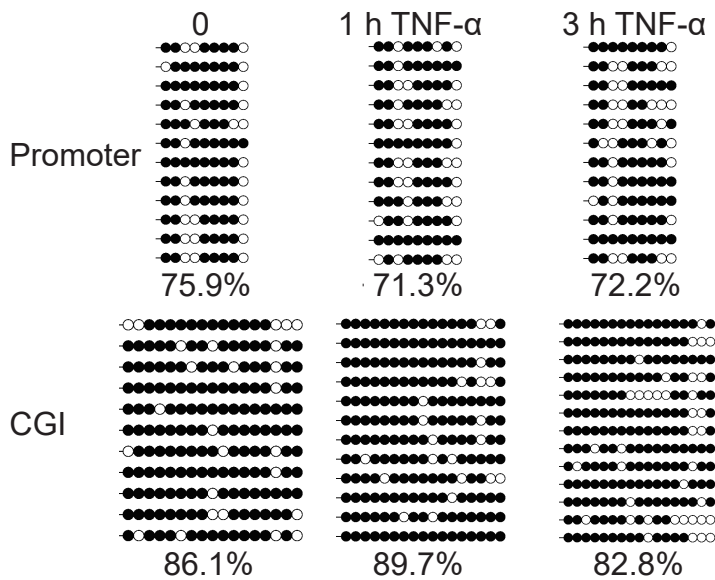 0 1 h TNF-α 3 h TNF-α
Promoter
75.9% 71.3% 72.2%
CGI
86.1% 89.7% 82.8%